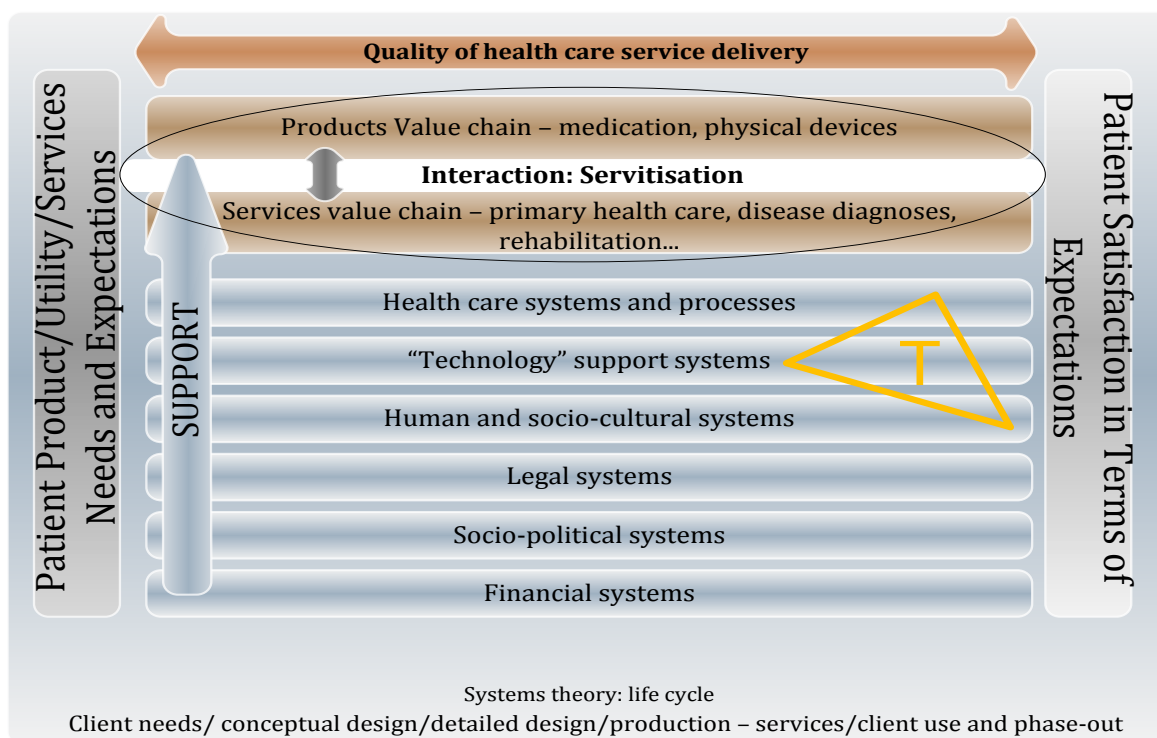 Quality of health care service delivery
Patient Product/Utility/Services
Needs and Expectations
Products Value chain – medication, physical devices
Interaction: Servitisation
Services value chain – primary health care, disease diagnoses,
rehabilitation...
SUPPORT
Health care systems and processes
“Technology” support systems
T
Human and socio-cultural systems
Legal systems
Socio-political systems
Financial systems
Patient Satisfaction in Terms of
Expectations
Systems theory: life cycle
Client needs/ conceptual design/detailed design/production – services/client use and phase-out